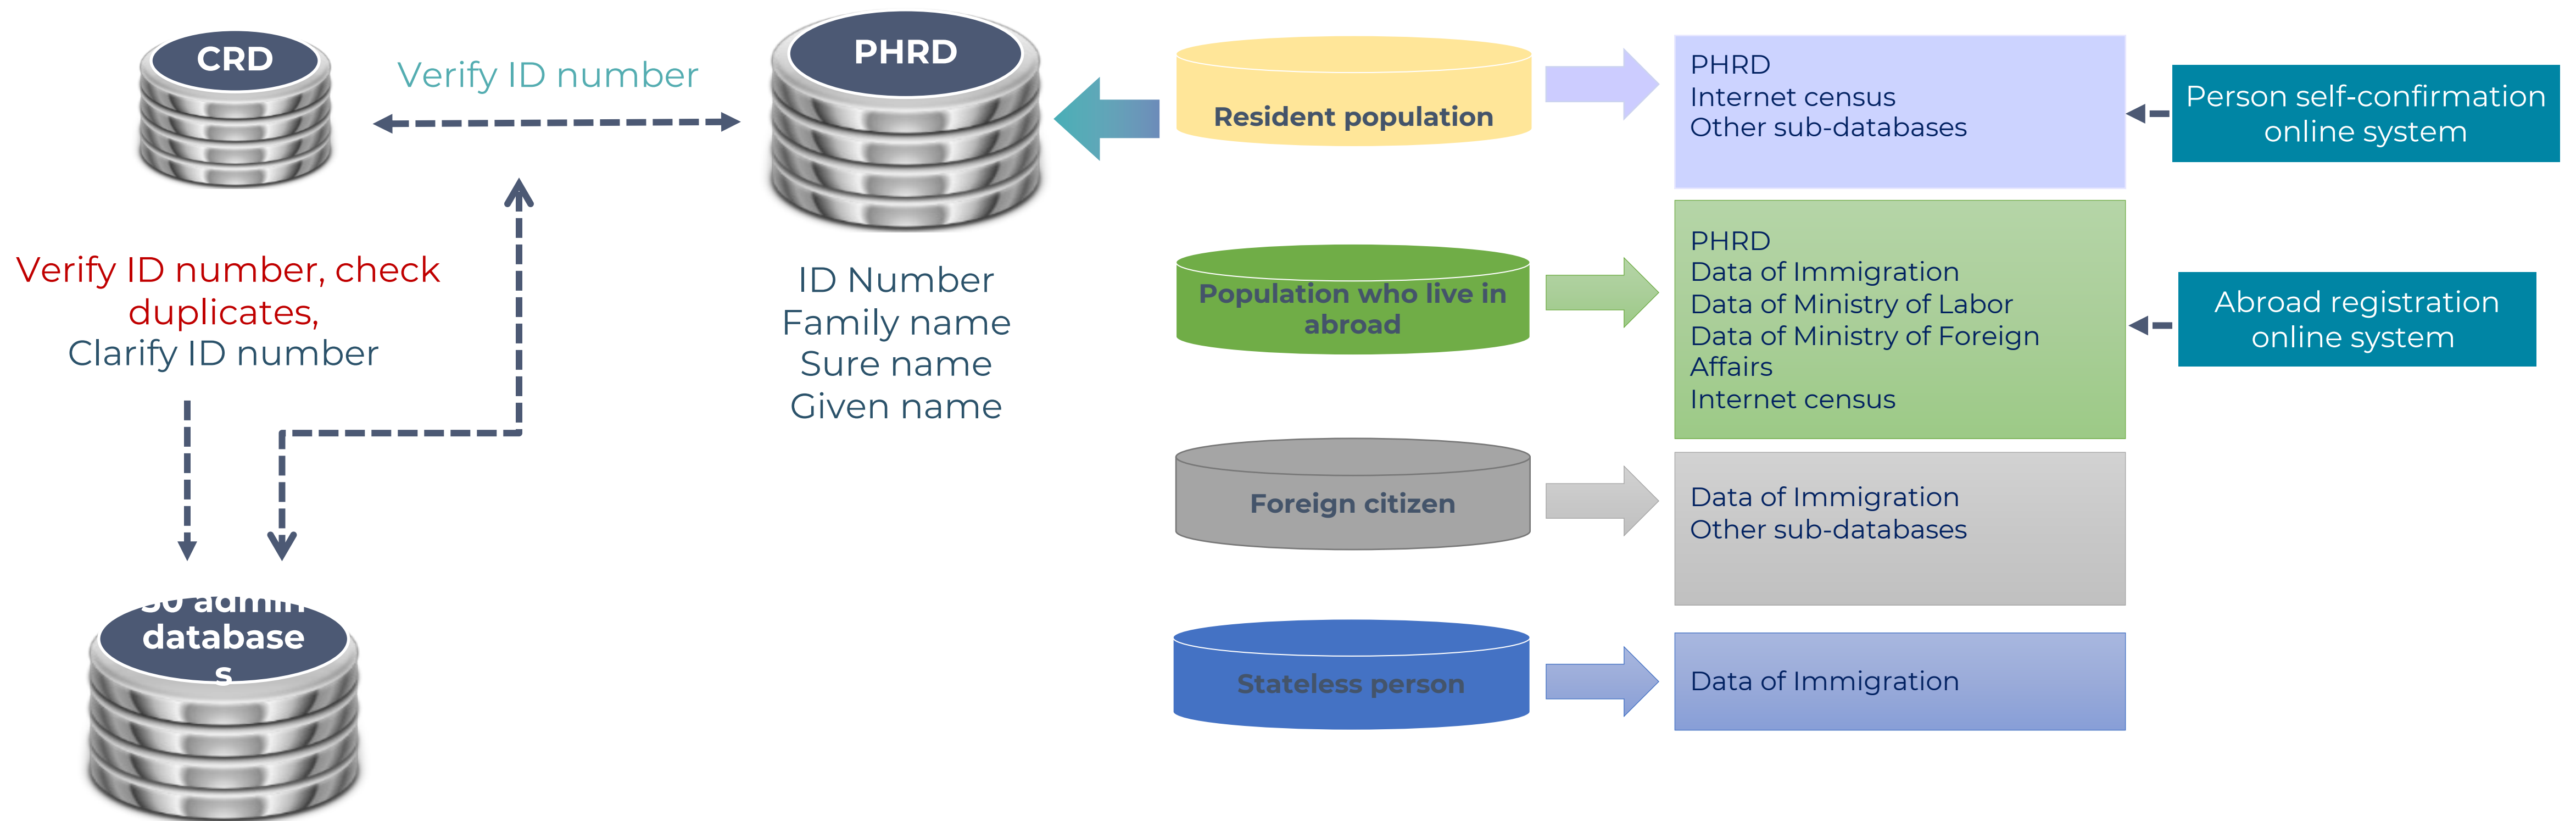 CRD
Verify ID number
PHRD
Verify ID number, check
duplicates,
Clarify ID number
ID Number
Family name
Sure name
Given name
30 admin
database
s
Resident population
Population who live in
abroad
Foreign citizen
Stateless person
PHRD
Internet census
Other sub-databases
PHRD
Data of Immigration
Data of Ministry of Labor
Data of Ministry of Foreign
Affairs
Internet census
Data of Immigration
Other sub-databases
Data of Immigration
Person self-confirmation
online system
Abroad registration
online system